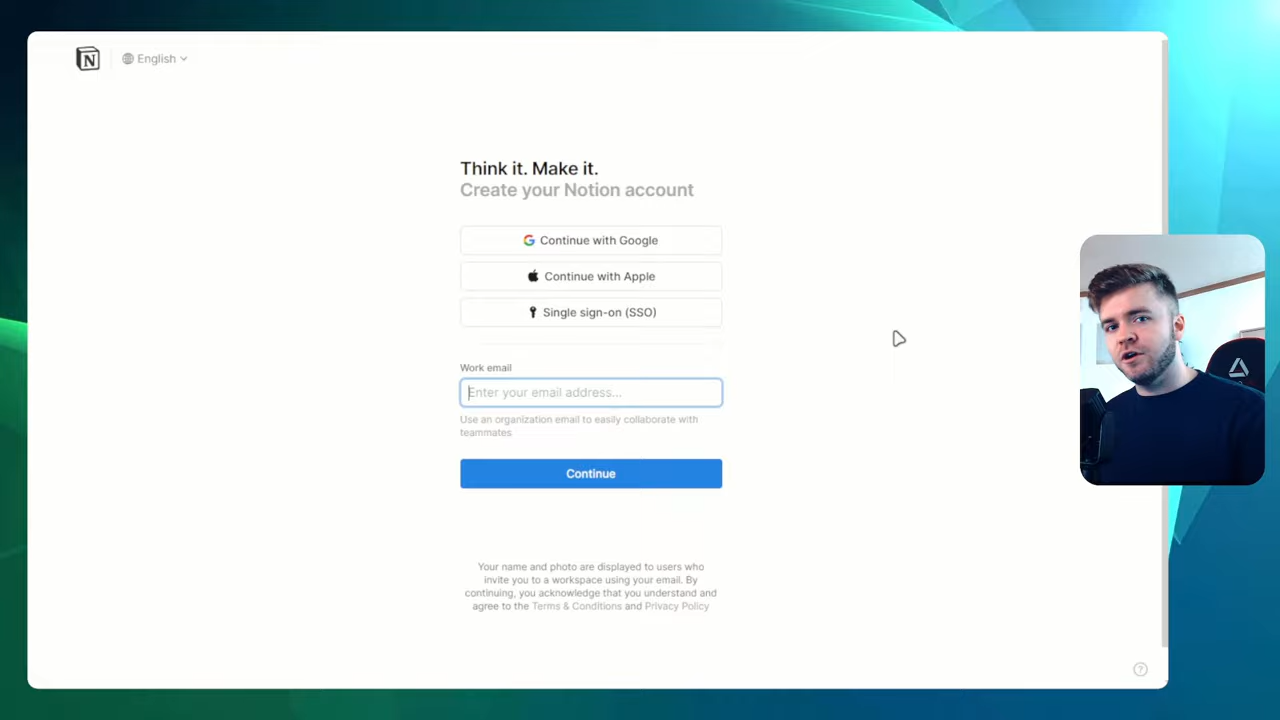 N
English
Think it. Make it.
Create your Notion account
G Continue with Google
Continue with Apple
Single sign-on (SSO)
Work email
Enter your email address...
Use an organization email to easily collaborate with
teammates
Continue
Your name and photo are displayed to users who
invite you to a workspace using your email. By
continuing, you acknowledge that you understand and
agree to the Terms & Conditions and Privacy Policy
?